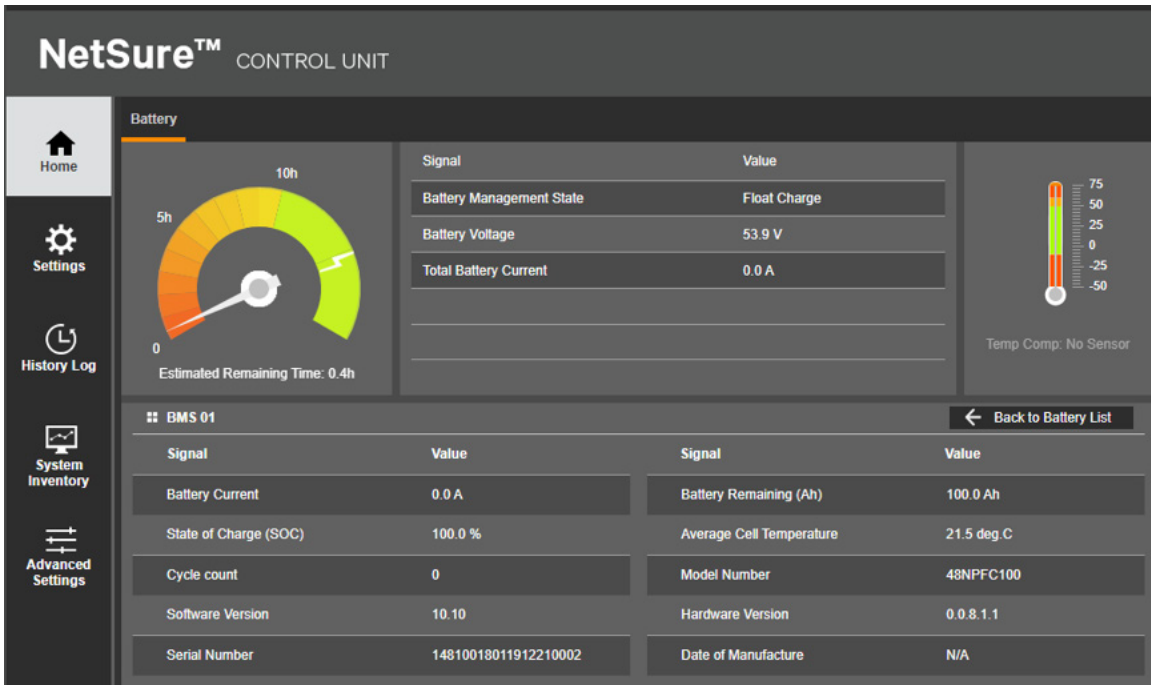 NetSure™ CONTROL UNIT
Home
Settings
History Log
System
Inventory
Advanced
Settings
Battery
10h
5h
0
Estimated Remaining Time: 0.4h
Signal Value
Battery Management State Float Charge
Battery Voltage 53.9 V
Total Battery Current 0.0 A
75
50
25
0
-25
-50
Temp Comp: No Sensor
BMS 01
Back to Battery List
Signal Value Signal Value
Battery Current 0.0 A Battery Remaining (Ah) 100.0 Ah
State of Charge (SOC) 100.0 % Average Cell Temperature 21.5 deg.C
Cycle count 0 Model Number 48NPFC100
Software Version 10.10 Hardware Version 0.0.8.1.1
Serial Number 14810018011912210002 Date of Manufacture N/A